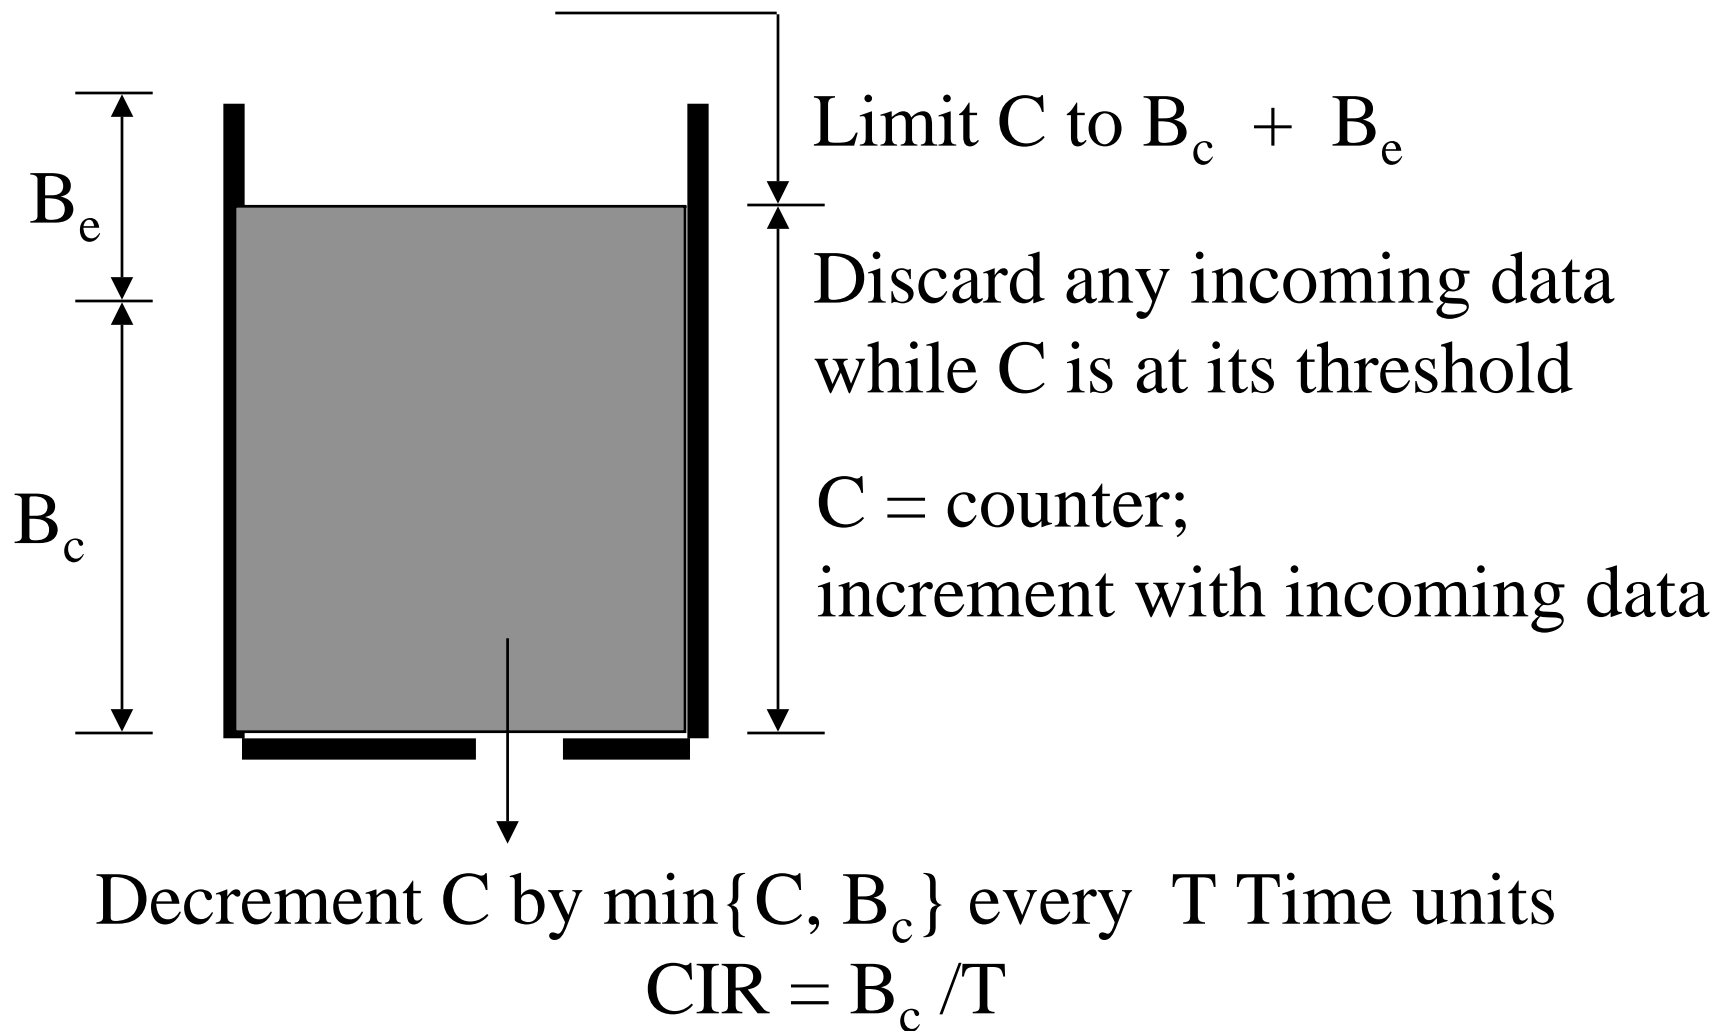 Limit C to Bc + Be
Be
Discard any incoming data
while C is at its threshold
Bc
C = counter;
increment with incoming data
Decrement C by min{C, Bc} every T Time units
CIR = Bc /T